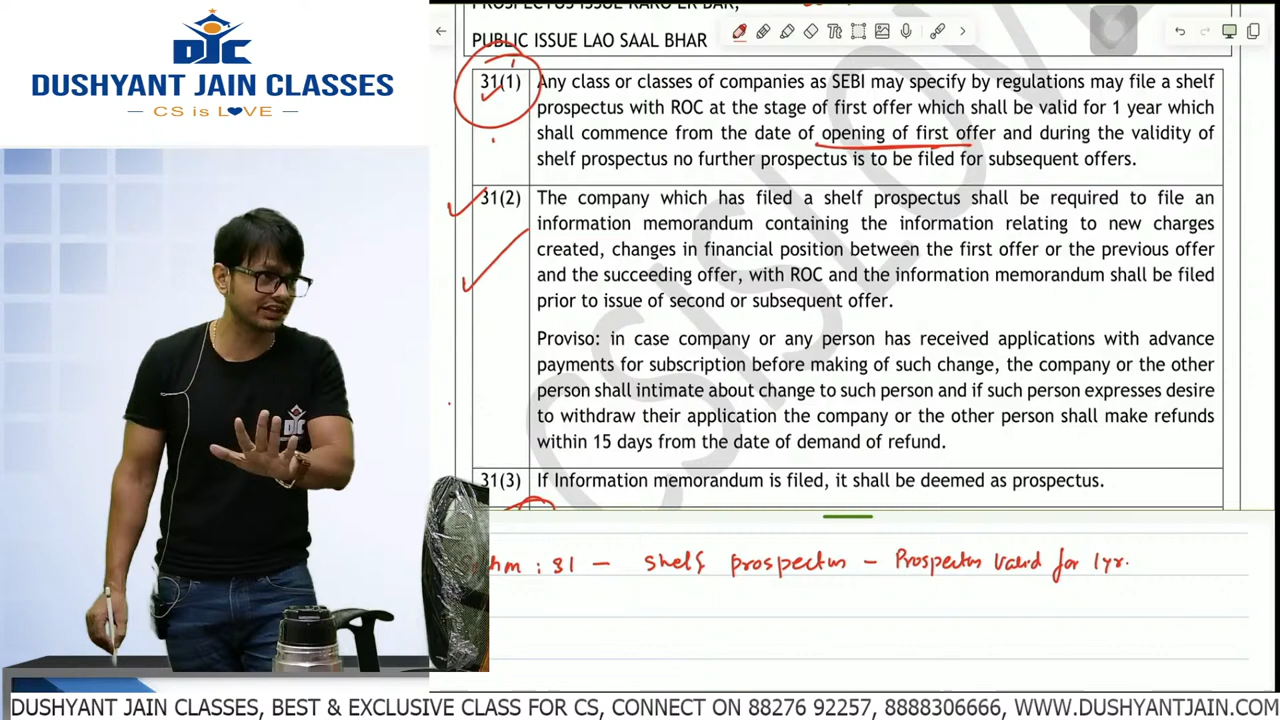 DJC
DUSHYANT JAIN CLASSES
CS is L♥VE
DJC
PROSPECTUS ISSUE KARO EK BAR,
PUBLIC ISSUE LAO SAAL BHAR
31(1) Any class or classes of companies as SEBI may specify by regulations may file a shelf
prospectus with ROC at the stage of first offer which shall be valid for 1 year which
shall commence from the date of opening of first offer and during the validity of
shelf prospectus no further prospectus is to be filed for subsequent offers.
31(2) The company which has filed a shelf prospectus shall be required to file an
information memorandum containing the information relating to new charges
created, changes in financial position between the first offer or the previous offer
and the succeeding offer, with ROC and the information memorandum shall be filed
prior to issue of second or subsequent offer.
Proviso: in case company or any person has received applications with advance
payments for subscription before making of such change, the company or the other
person shall intimate about change to such person and if such person expresses desire
to withdraw their application the company or the other person shall make refunds
within 15 days from the date of demand of refund.
31(3) If Information memorandum is filed, it shall be deemed as prospectus.
: 31 – Shelf prospectus – Prospectus valid for 1yr.
DUSHYANT JAIN CLASSES, BEST & EXCLUSIVE CLASS FOR CS, CONNECT ON 88276 92257, 8888306666, WWW.DUSHYANTJAIN.COM